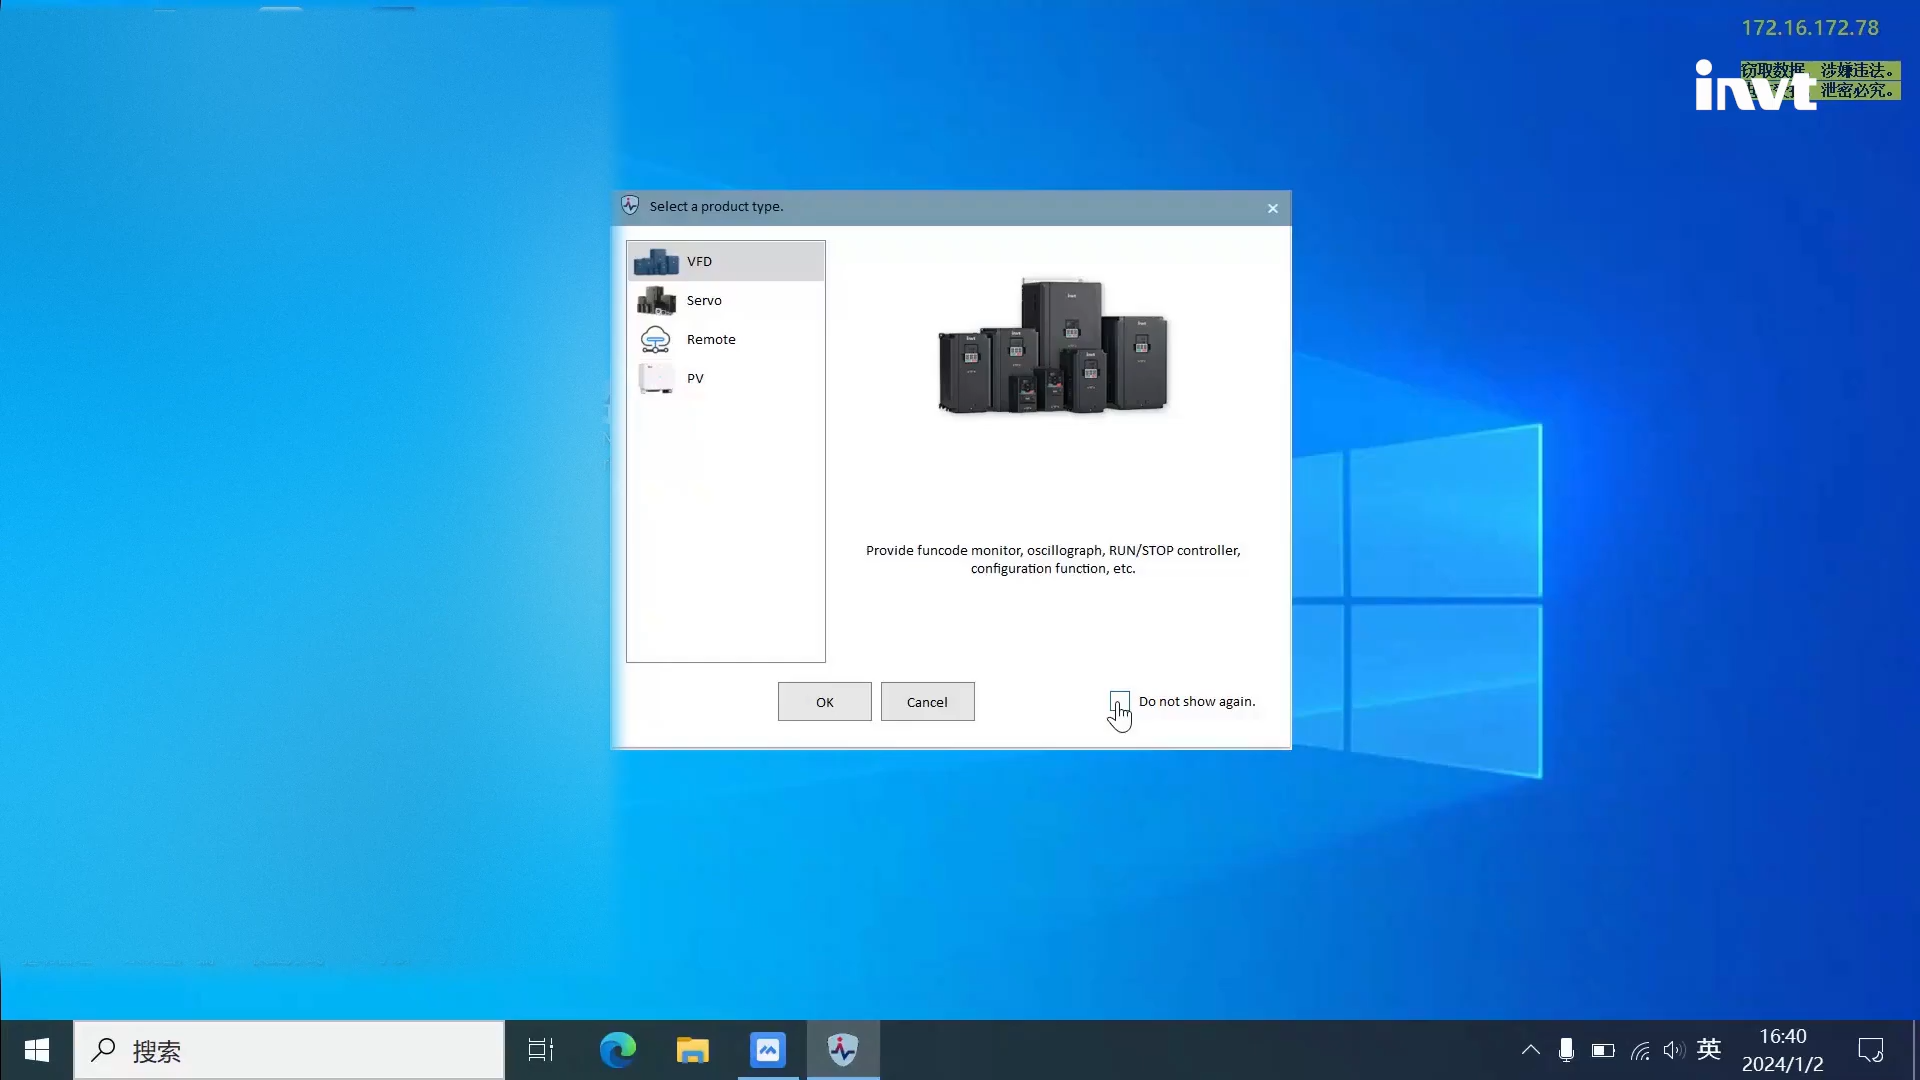 172.16.172.78
窃取数据 涉嫌违法。
泄密必究。
invt
Select a product type.
VFD
Servo
Remote
PV
Provide funcode monitor, oscillograph, RUN/STOP controller,
configuration function, etc.
OK
Cancel
Do not show again.
搜索
英
16:40
2024/1/2